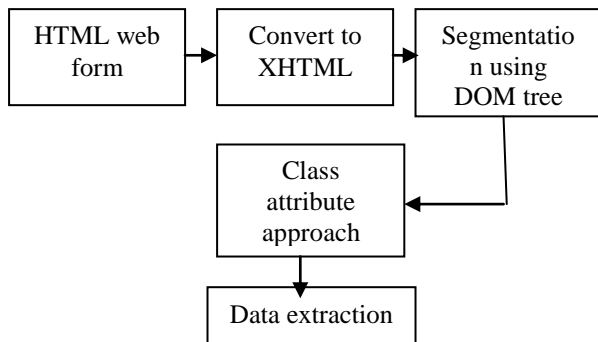 HTML web
form
Convert to
XHTML
Segmentatio
n using
DOM tree
Class
attribute
approach
Data extraction